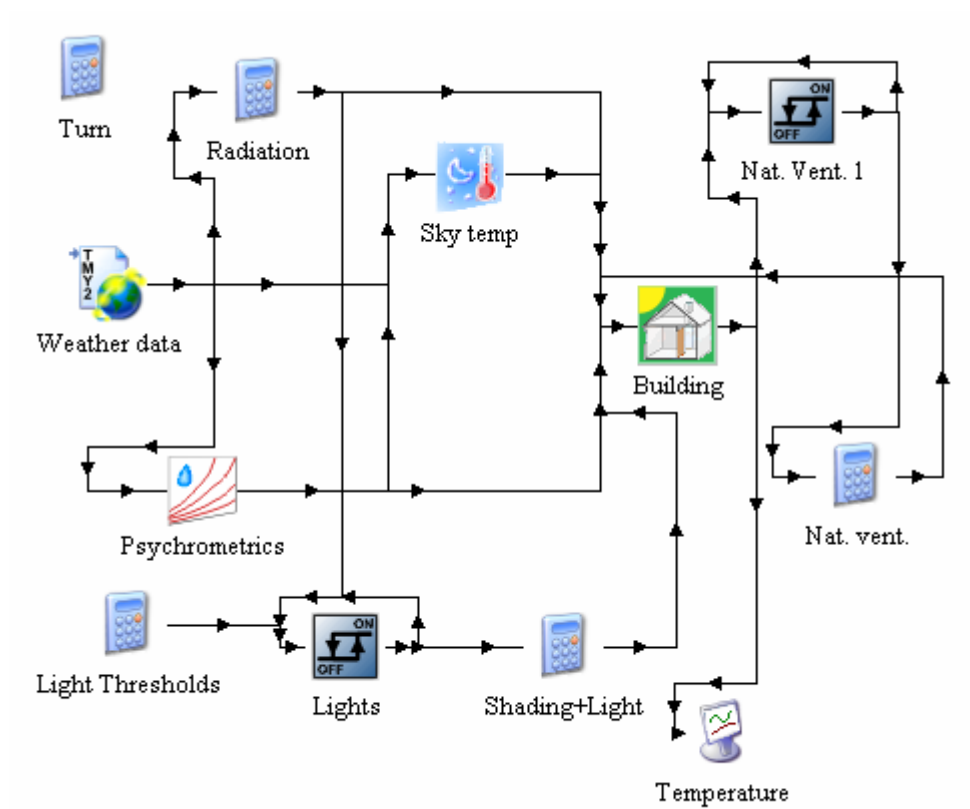 Turn
Radiation
ON
OFF
Nat. Vent. 1
Sky temp
TMY2
Weather data
Building
Psychrometrics
Nat. vent.
Light Thresholds
ON
OFF
Lights
Shading+Light
Temperature